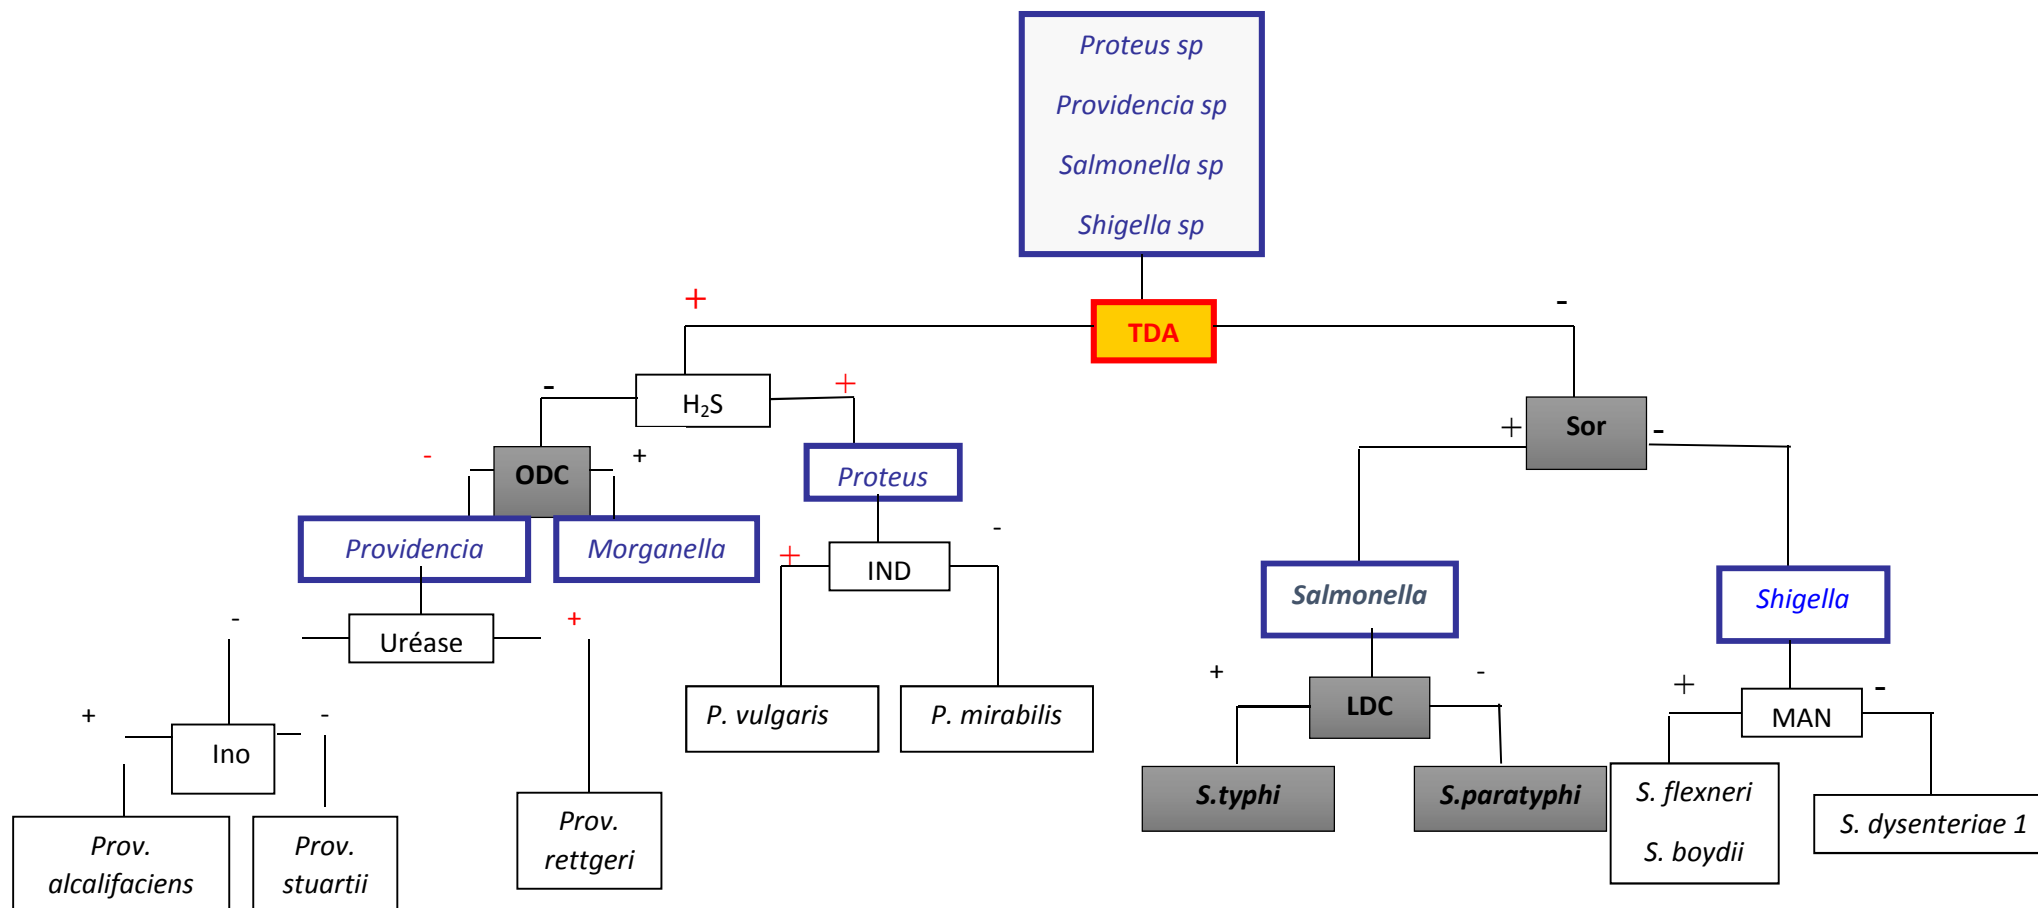 Proteus sp
Providencia sp
Salmonella sp
Shigella sp
+
-
TDA
-
+
H₂S
+
Sor
-
-
ODC
+
Proteus
Providencia
Morganella
+
IND
-
Salmonella
Shigella
-
Uréase
+
P. vulgaris
P. mirabilis
+
LDC
-
+
MAN
-
+
Ino
-
S.typhi
S.paratyphi
S. flexneri
S. boydii
S. dysenteriae 1
Prov.
alcalifaciens
Prov.
stuartii
Prov.
rettgeri